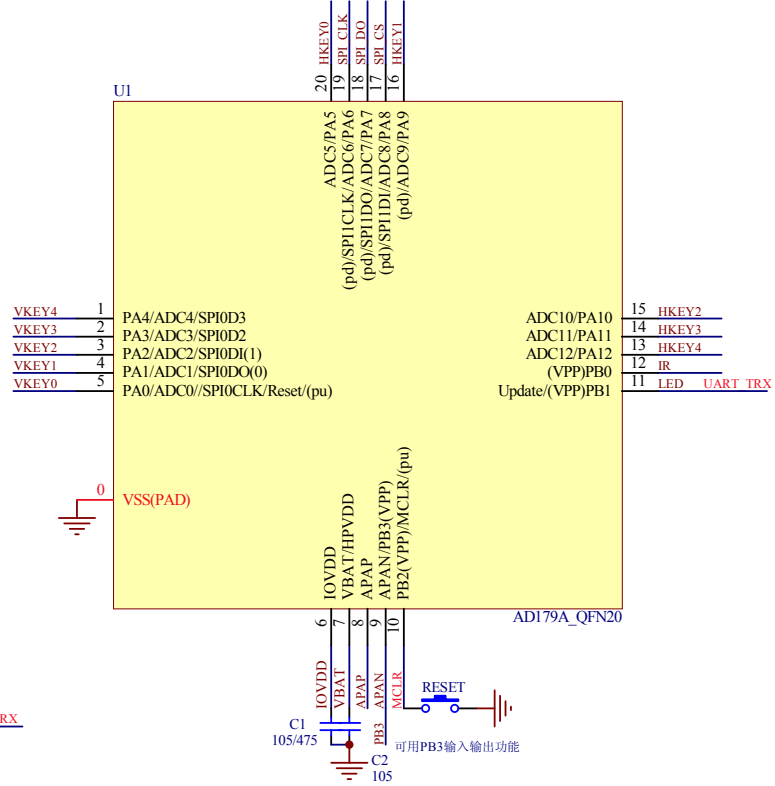 HKEY0
SPI_CLK
SPI_DO
SPI_CS
HKEY1
20
19
18
17
16
U1
ADC5/PA5
(pd)/SPI1CLK/ADC6/PA6
(pd)/SPI1DO/ADC7/PA7
(pd)/SPI1DI/ADC8/PA8
(pd)/ADC9/PA9
VKEY4 1 PA4/ADC4/SPI0D3
VKEY3 2 PA3/ADC3/SPI0D2
VKEY2 3 PA2/ADC2/SPI0DI(1)
VKEY1 4 PA1/ADC1/SPI0DO(0)
VKEY0 5 PA0/ADC0//SPI0CLK/Reset/(pu)
ADC10/PA10 15 HKEY2
ADC11/PA11 14 HKEY3
ADC12/PA12 13 HKEY4
(VPP)PB0 12 IR
Update/(VPP)PB1 11 LED UART_TRX
0 VSS(PAD)
IOVDD
VBAT/HPVDD
APAP
APAN/PB3(VPP)
PB2(VPP)/MCLR/(pu)
6
7
8
9
10
AD179A_QFN20
IOVDD
VBAT
APAP
APAN
MCLR
RESET
RX
C1
105/475
PB3
可用PB3输入输出功能
C2
105